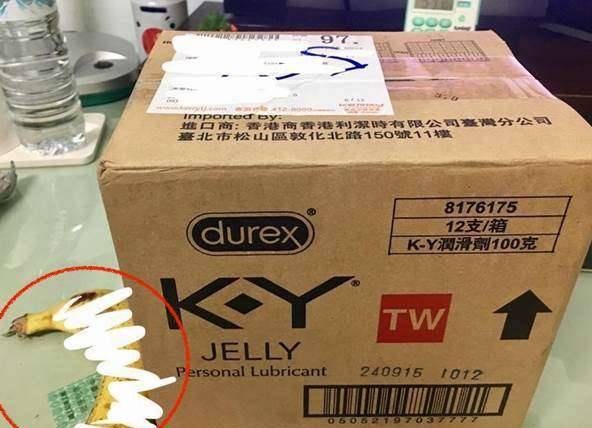 97.
Imported By:
進口商: 香港商香港利潔時有限公司臺灣分公司
臺北市松山區敦化北路150號11樓
8176175
12支/箱
K-Y潤滑劑100克
durex®
K-Y®
JELLY
Personal Lubricant
TW
240915 1012
05052197037777